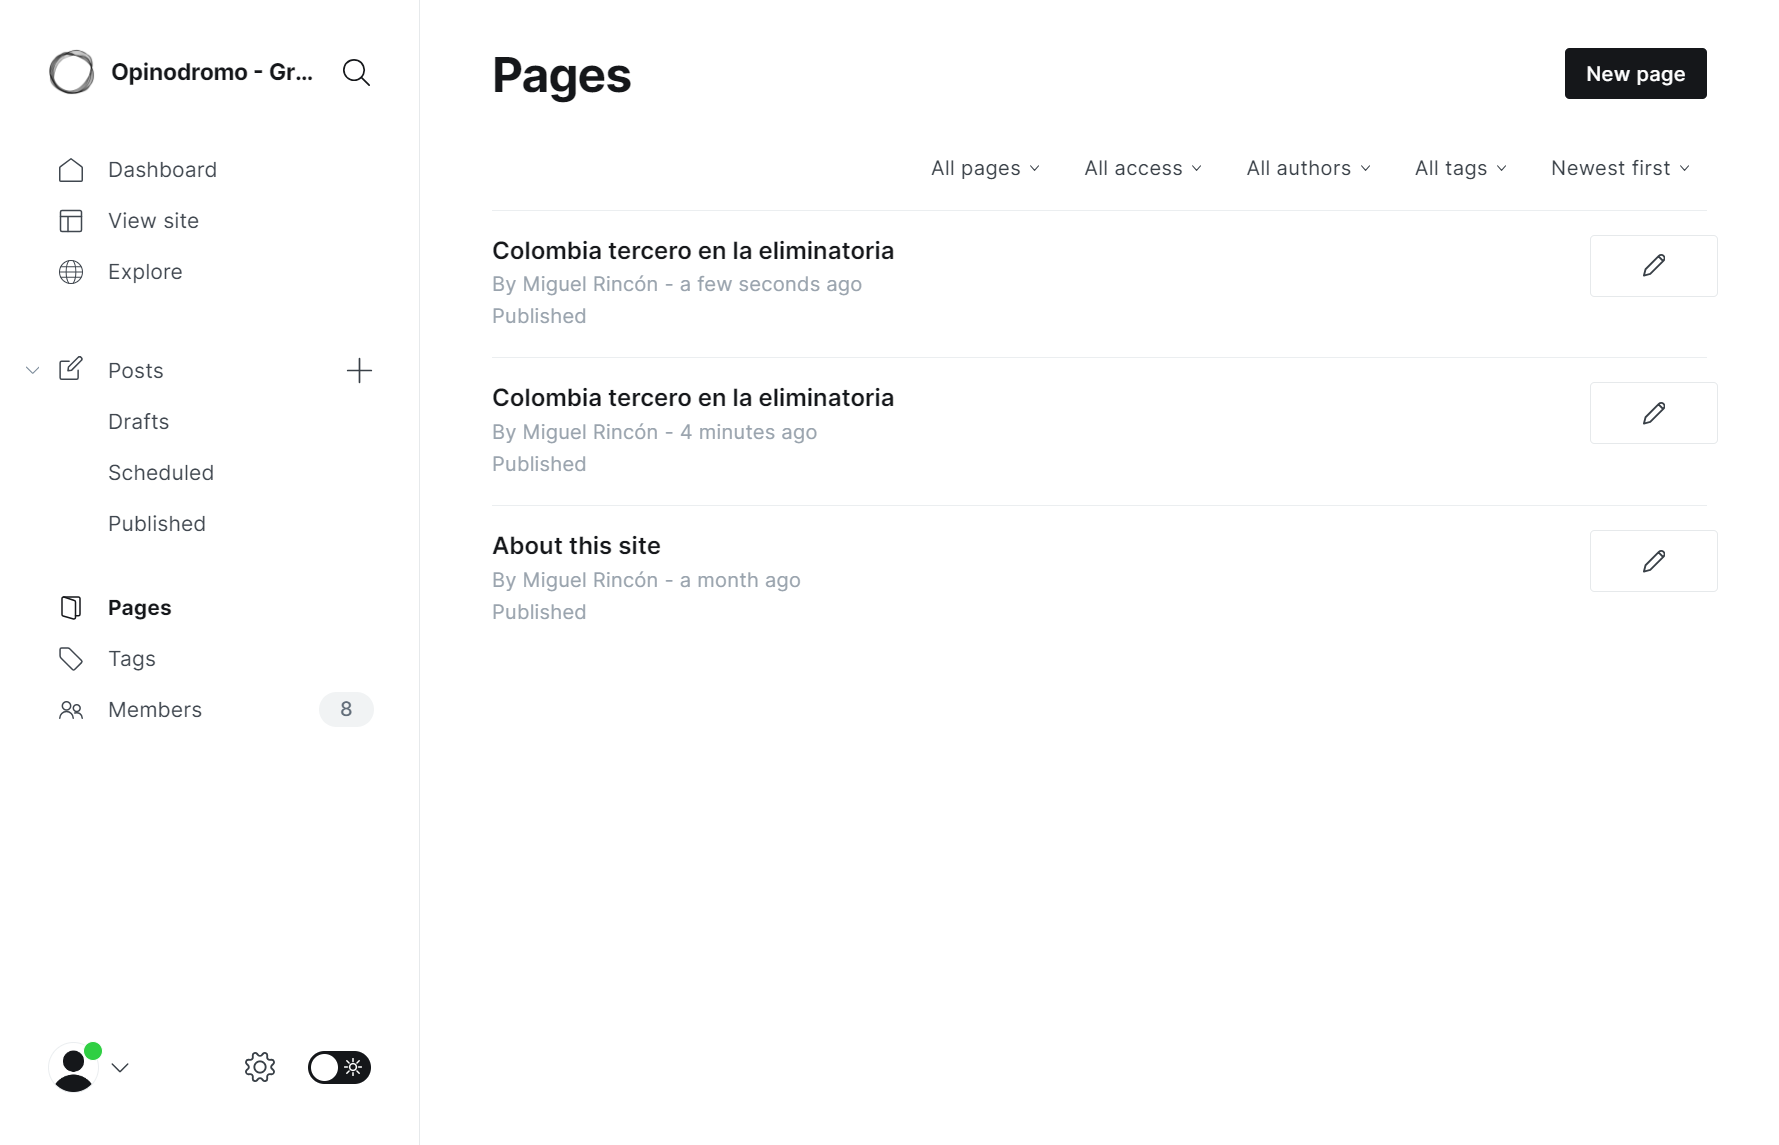 Opinodromo - Gr...
Dashboard
View site
Explore
Posts
Drafts
Scheduled
Published
Pages
Tags
Members 8
Pages
New page
All pages All access All authors All tags Newest first
Colombia tercero en la eliminatoria
By Miguel Rincón - a few seconds ago
Published
Colombia tercero en la eliminatoria
By Miguel Rincón - 4 minutes ago
Published
About this site
By Miguel Rincón - a month ago
Published